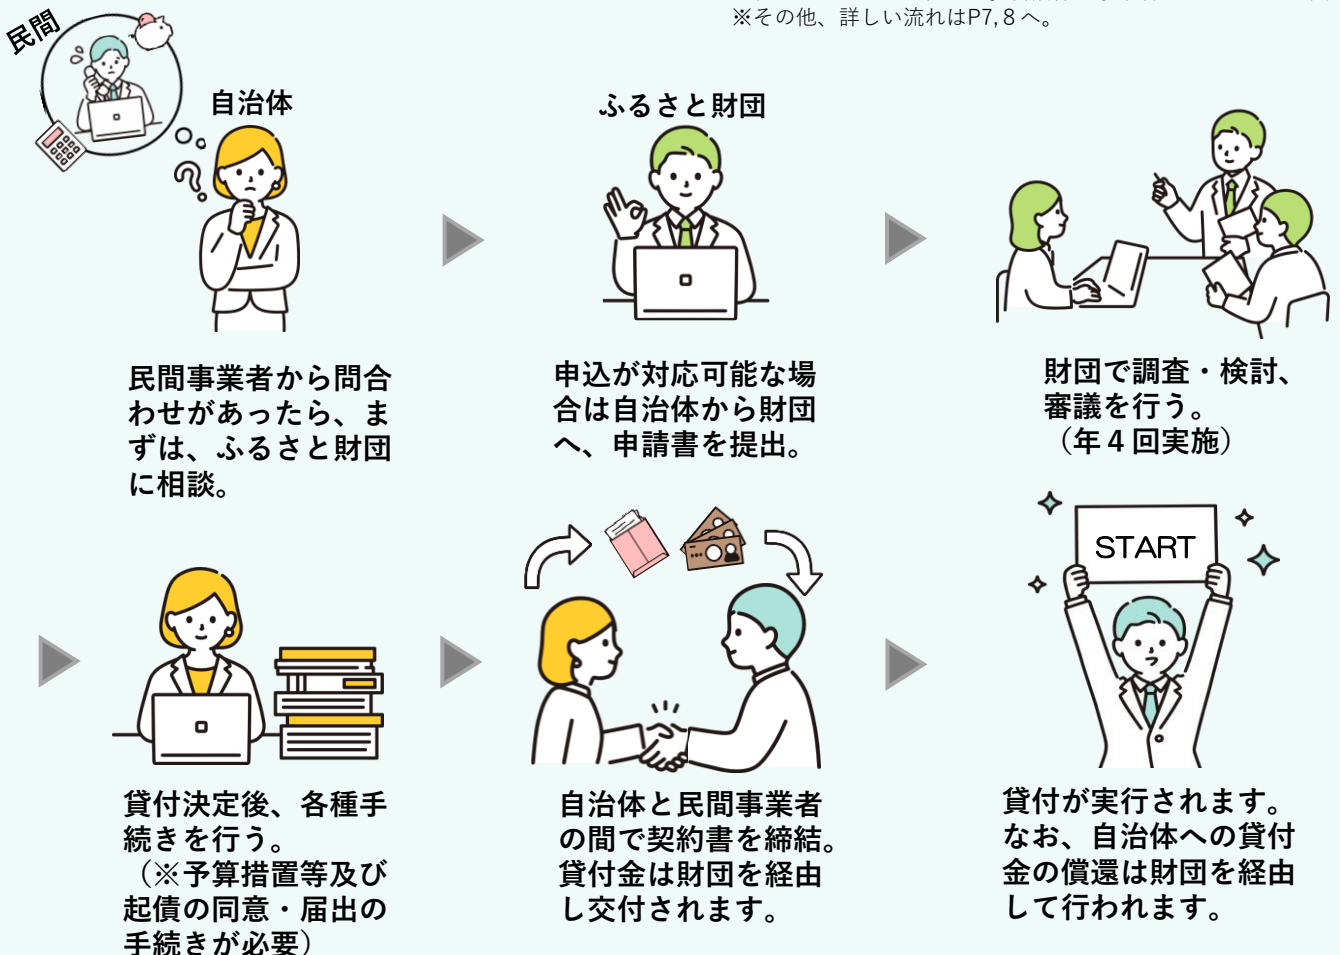 ※その他、詳しい流れはP7,８へ。
民間
自治体
ふるさと財団
民間事業者から問合
わせがあったら、ま
ずは、ふるさと財団
に相談。
申込が対応可能な場
合は自治体から財団
へ、申請書を提出。
財団で調査・検討、
審議を行う。
（年４回実施）
START
貸付決定後、各種手
続きを行う。
（※予算措置等及び
起債の同意・届出の
手続きが必要）
自治体と民間事業者
の間で契約書を締結。
貸付金は財団を経由
し交付されます。
貸付が実行されます。
なお、自治体への貸付
金の償還は財団を経由
して行われます。